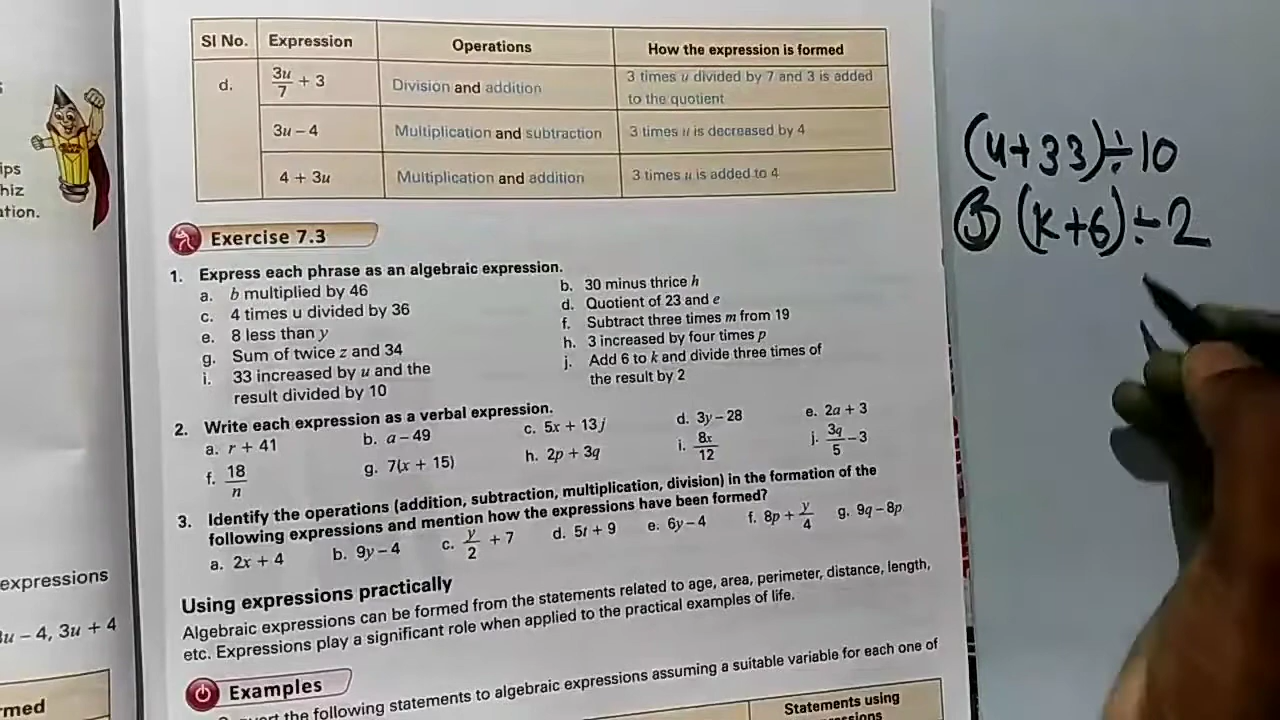 s
ips
hiz
ation.
expressions
3u – 4, 3u + 4
rmed
Sl No. Expression Operations How the expression is formed
d. 3u/7 + 3 Division and addition 3 times u divided by 7 and 3 is added
to the quotient
3u – 4 Multiplication and subtraction 3 times u is decreased by 4
4 + 3u Multiplication and addition 3 times u is added to 4
Exercise 7.3
1. Express each phrase as an algebraic expression.
a. b multiplied by 46 b. 30 minus thrice h
c. 4 times u divided by 36 d. Quotient of 23 and e
e. 8 less than y f. Subtract three times m from 19
g. Sum of twice z and 34 h. 3 increased by four times p
i. 33 increased by u and the j. Add 6 to k and divide three times of
result divided by 10 the result by 2
2. Write each expression as a verbal expression.
a. r + 41 b. a – 49 c. 5x + 13j d. 3y – 28 e. 2a + 3
f. 18/n g. 7(x + 15) h. 2p + 3q i. 8x/12 j. 3q/5 – 3
3. Identify the operations (addition, subtraction, multiplication, division) in the formation of the
following expressions and mention how the expressions have been formed?
a. 2x + 4 b. 9y – 4 c. y/2 + 7 d. 5t + 9 e. 6y – 4 f. 8p + y/4 g. 9q – 8p
Using expressions practically
Algebraic expressions can be formed from the statements related to age, area, perimeter, distance, length,
etc. Expressions play a significant role when applied to the practical examples of life.
Examples
the following statements to algebraic expressions assuming a suitable variable for each one of
Statements using
(u+33)÷10
(k+6)÷2